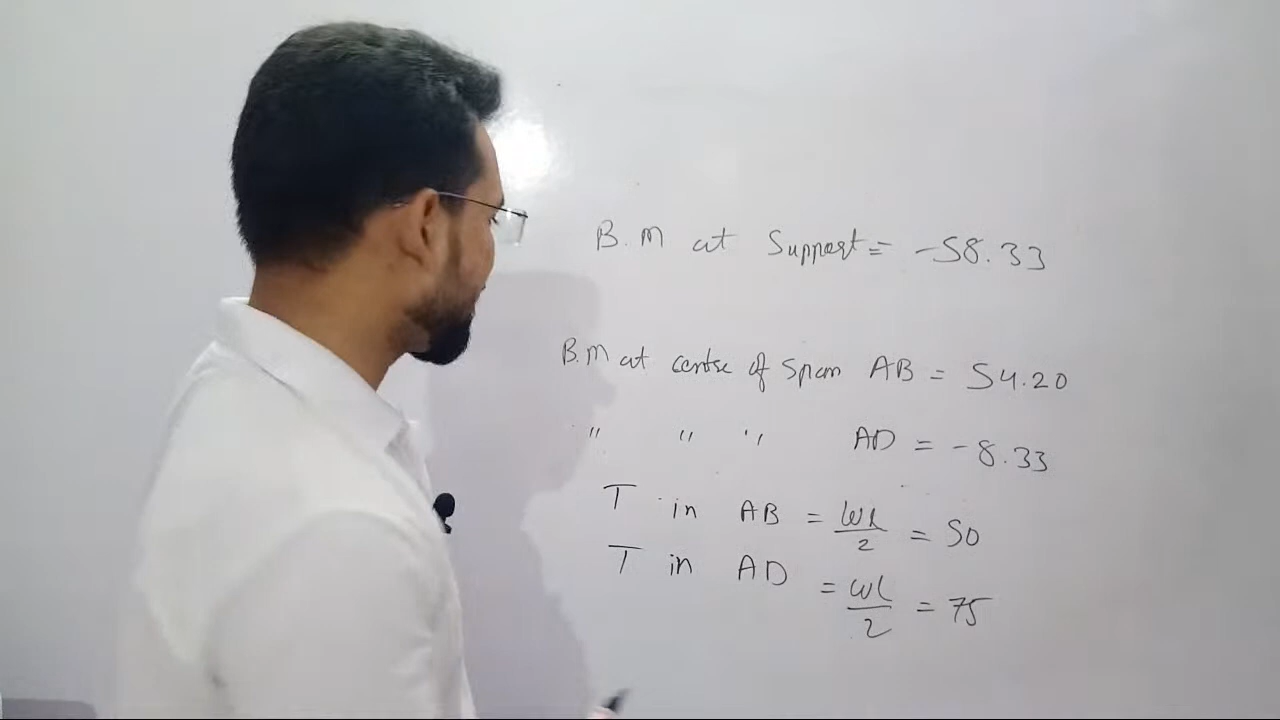 B.M at Support = -58.33
B.M at centre of Span AB = 54.20
" " " AD = -8.33
T in AB = wL/2 = 50
T in AD = wL/2 = 75